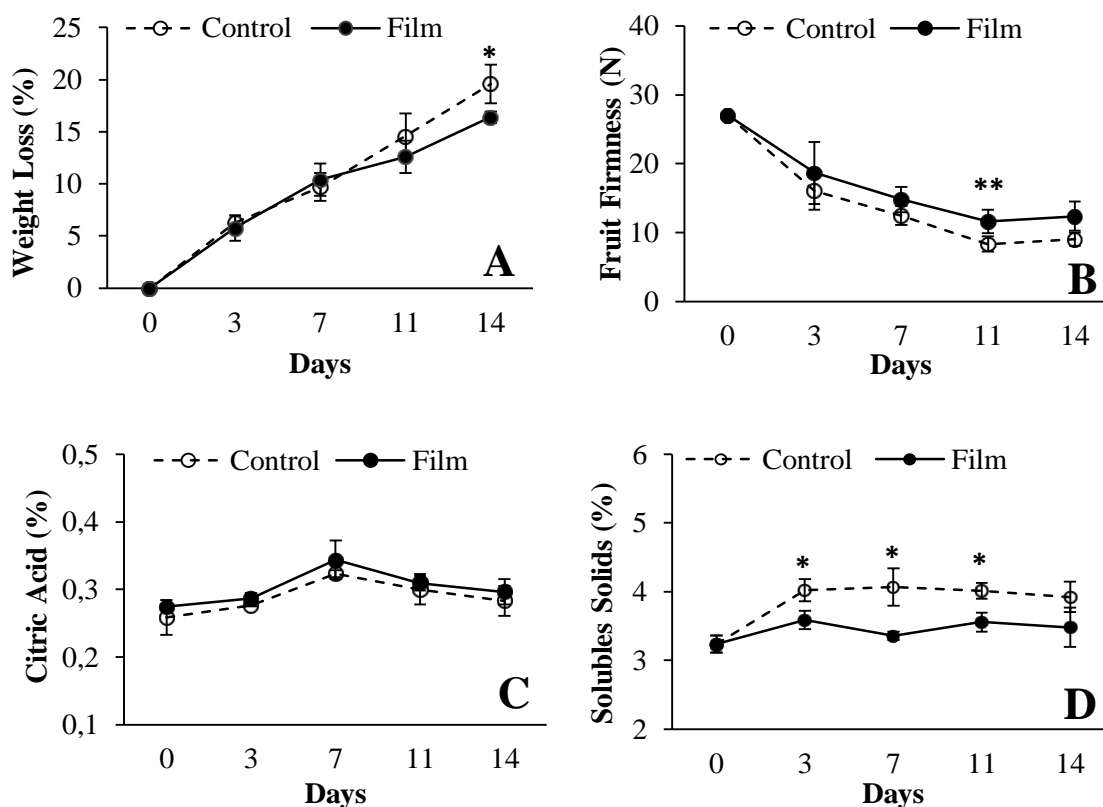 Control Film
Weight Loss (%)
25
20
15
10
5
0
*
A
0 3 7 11 14
Days
Control Film
Fruit Firmness (N)
40
30
20
10
0
**
B
0 3 7 11 14
Days
Control Film
Citric Acid (%)
0,5
0,4
0,3
0,2
0,1
C
0 3 7 11 14
Days
Control Film
Solubles Solids (%)
6
5
4
3
2
* * *
D
0 3 7 11 14
Days